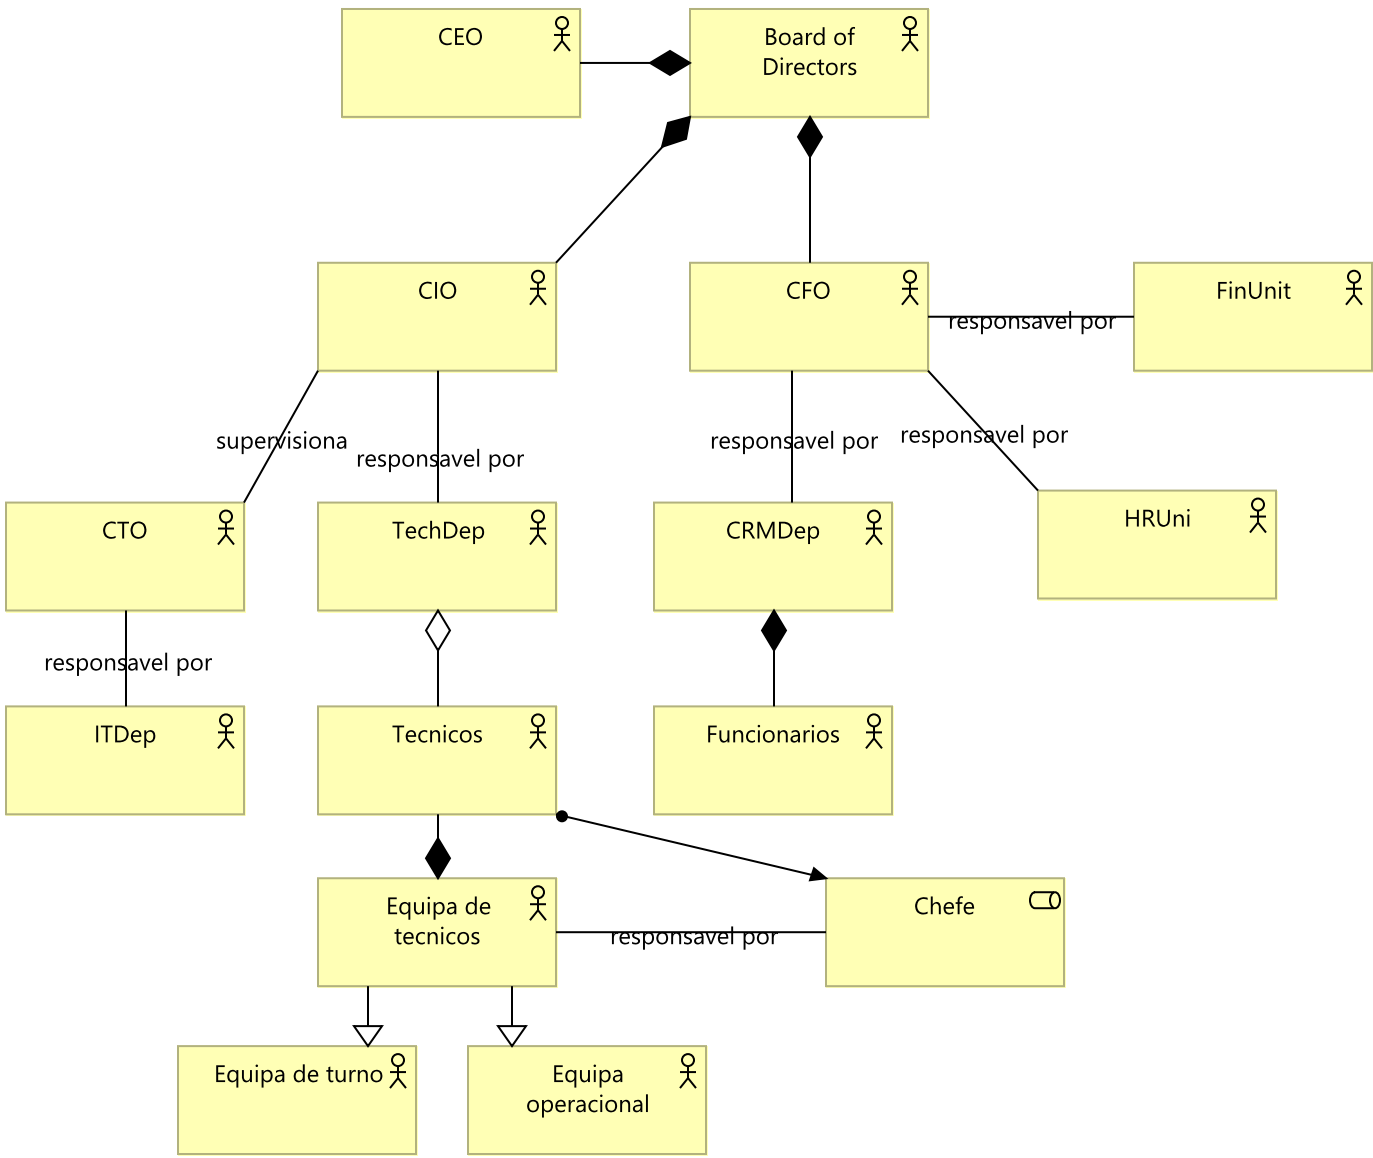 CEO
Board of
Directors
CIO
CFO
FinUnit
responsavel por
supervisiona
responsavel por
responsavel por
responsavel por
CTO
TechDep
CRMDep
HRUni
responsavel por
ITDep
Tecnicos
Funcionarios
Equipa de
tecnicos
Chefe
responsavel por
Equipa de turno
Equipa
operacional